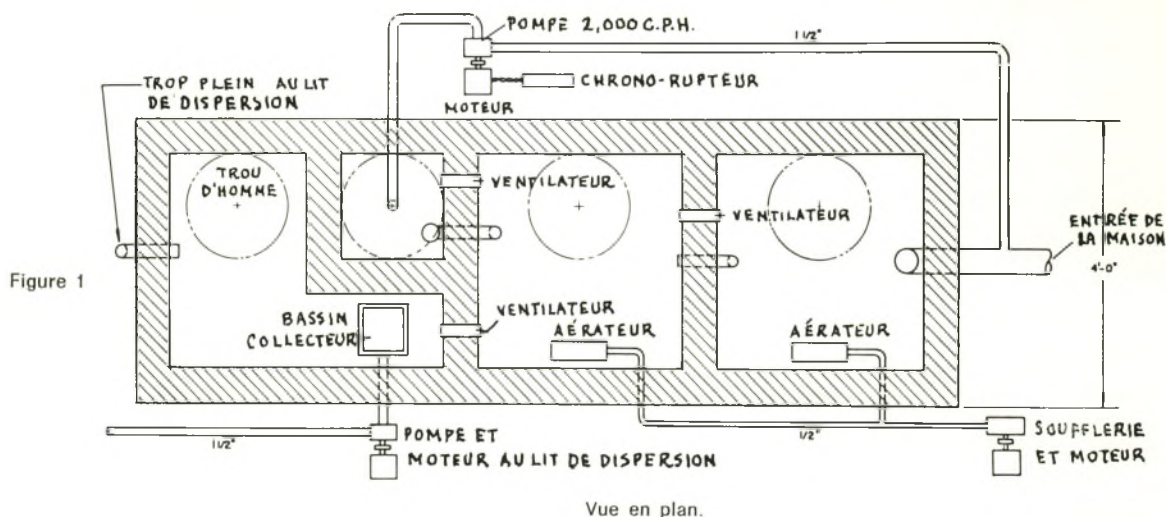 POMPE 2,000 C.P.H.
1 1/2"
TROP PLEIN AU LIT
DE DISPERSION
CHRONO-RUPTEUR
MOTEUR
TROU
D'HOMME
VENTILATEUR
VENTILATEUR
ENTIRÉE DE
LA MAISON
4'-0"
Figure 1
BASSIN
COLLECTEUR
VENTILATEUR
AÉRATEUR
AÉRATEUR
1 1/2"
POMPE ET
MOTEUR AU LIT DE DISPERSION
1/2"
SOUFFLERIE
ET MOTEUR
Vue en plan.